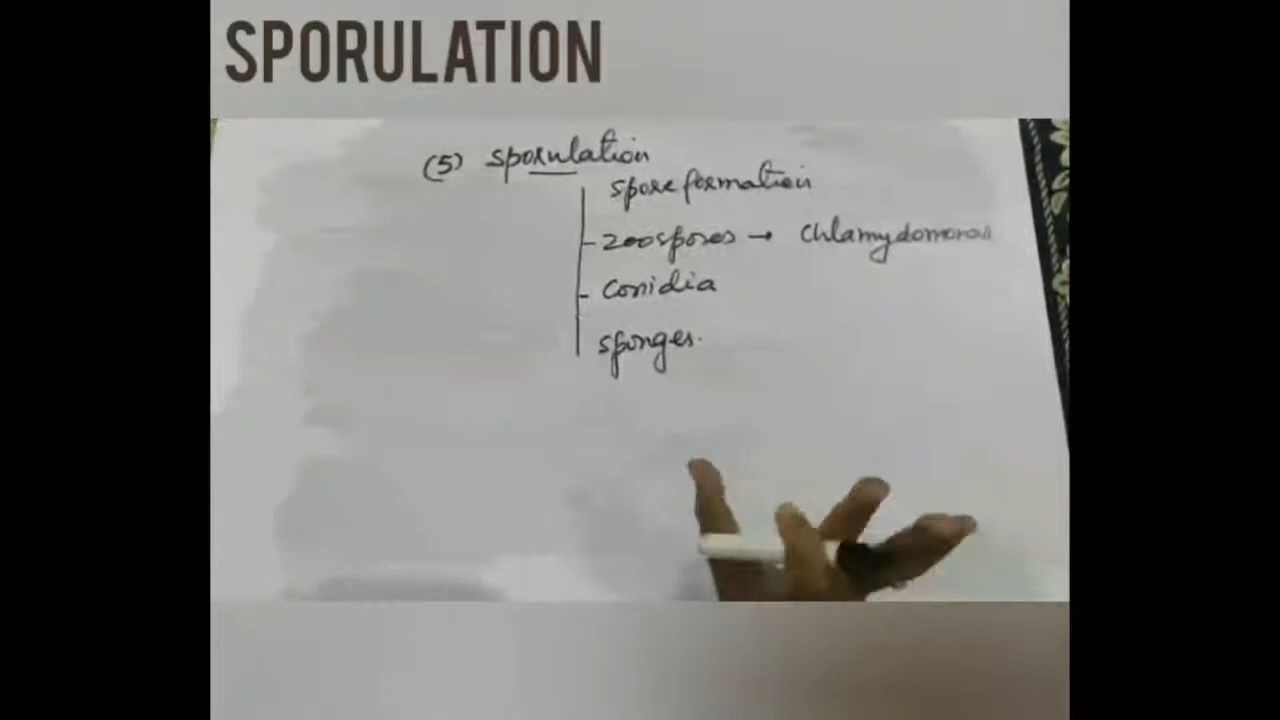 SPORULATION
(5) sporulation
spore formation
zoospores → chlamydomonas
conidia
sponges.